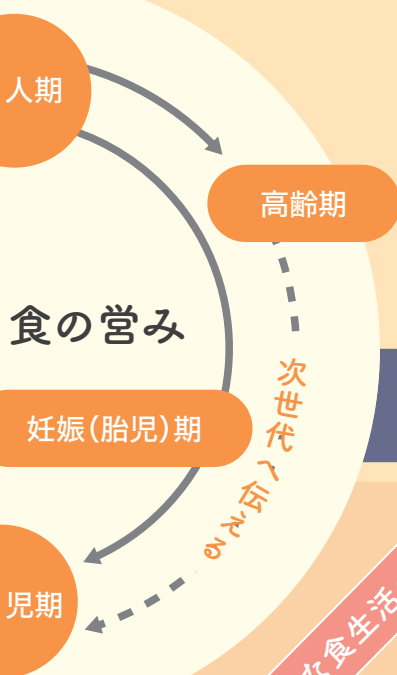 人期
高齢期
食の営み
次世代へ伝える
妊娠(胎児)期
児期
な食生活